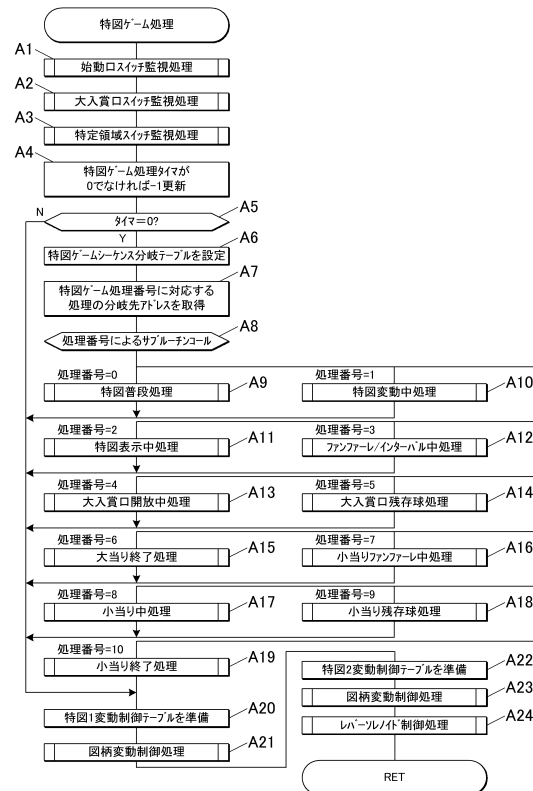 特図ゲーム処理
A1
始動口スイッチ監視処理
A2
大入賞口スイッチ監視処理
A3
特定領域スイッチ監視処理
A4
特図ゲーム処理タイマが
0でなければ-1更新
N
タイマ=0?
A5
Y
A6
特図ゲームシーケンス分岐テーブルを設定
A7
特図ゲーム処理番号に対応する
処理の分岐先アドレスを取得
処理番号によるサブルーチンコール
A8
処理番号=0
特図普段処理
A9
処理番号=1
特図変動中処理
A10
処理番号=2
特図表示中処理
A11
処理番号=3
ファンファーレ/インターバル中処理
A12
処理番号=4
大入賞口開放中処理
A13
処理番号=5
大入賞口残存球処理
A14
処理番号=6
大当り終了処理
A15
処理番号=7
小当りファンファーレ中処理
A16
処理番号=8
小当り中処理
A17
処理番号=9
小当り残存球処理
A18
処理番号=10
小当り終了処理
A19
特図1変動制御テーブルを準備
A20
図柄変動制御処理
A21
特図2変動制御テーブルを準備
A22
図柄変動制御処理
A23
レバーソレノイド制御処理
A24
RET